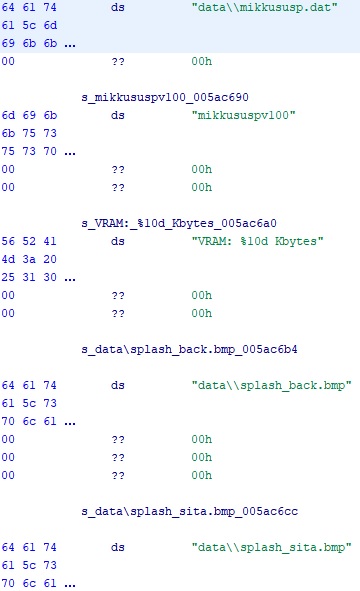 64 61 74 ds "data\\mikkususp.dat"
61 5c 6d
69 6b 6b ...
00 ?? 00h
s_mikkususpv100_005ac690
6d 69 6b ds "mikkususpv100"
6b 75 73
75 73 70 ...
00 ?? 00h
00 ?? 00h
s_VRAM:_%10d_Kbytes_005ac6a0
56 52 41 ds "VRAM: %10d Kbytes"
4d 3a 20
25 31 30 ...
00 ?? 00h
00 ?? 00h
s_data\splash_back.bmp_005ac6b4
64 61 74 ds "data\\splash_back.bmp"
61 5c 73
70 6c 61 ...
00 ?? 00h
00 ?? 00h
00 ?? 00h
s_data\splash_sita.bmp_005ac6cc
64 61 74 ds "data\\splash_sita.bmp"
61 5c 73
70 6c 61 ...